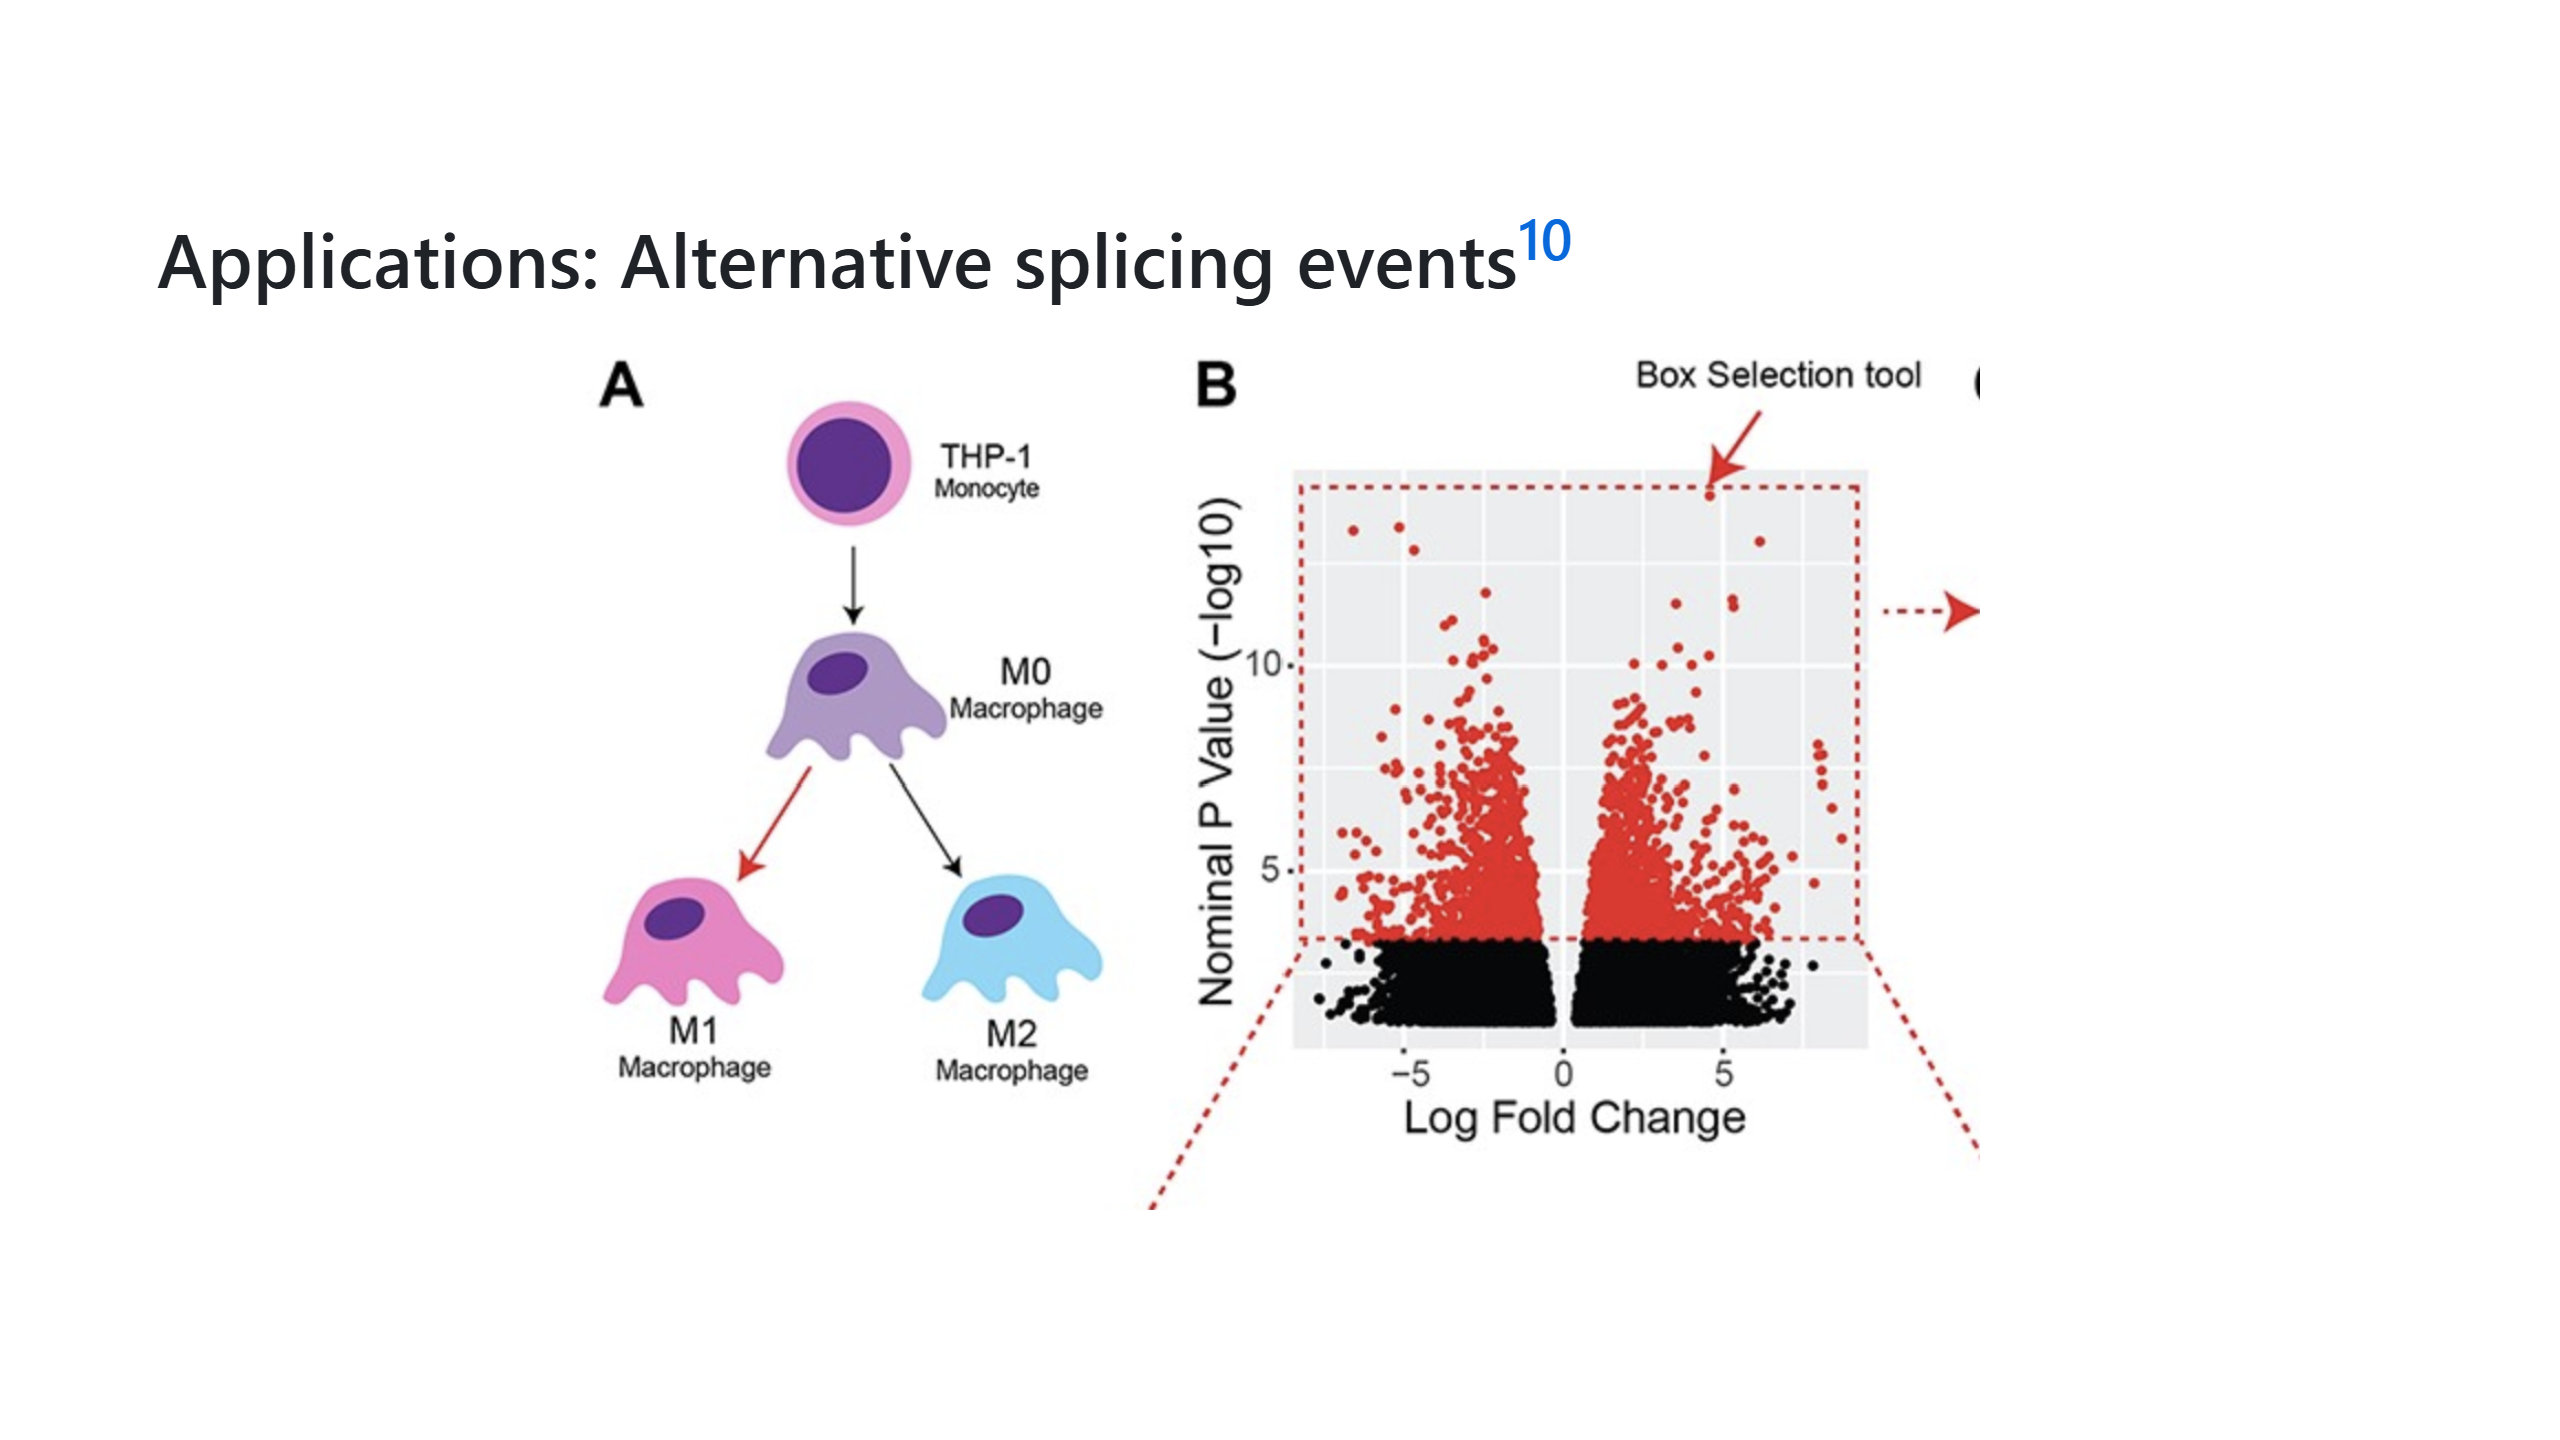 Applications: Alternative splicing events10
A
THP-1
Monocyte
M0
Macrophage
M1
Macrophage
M2
Macrophage
B
Box Selection tool
Nominal P Value (−log10)
10
5
−5 0 5
Log Fold Change